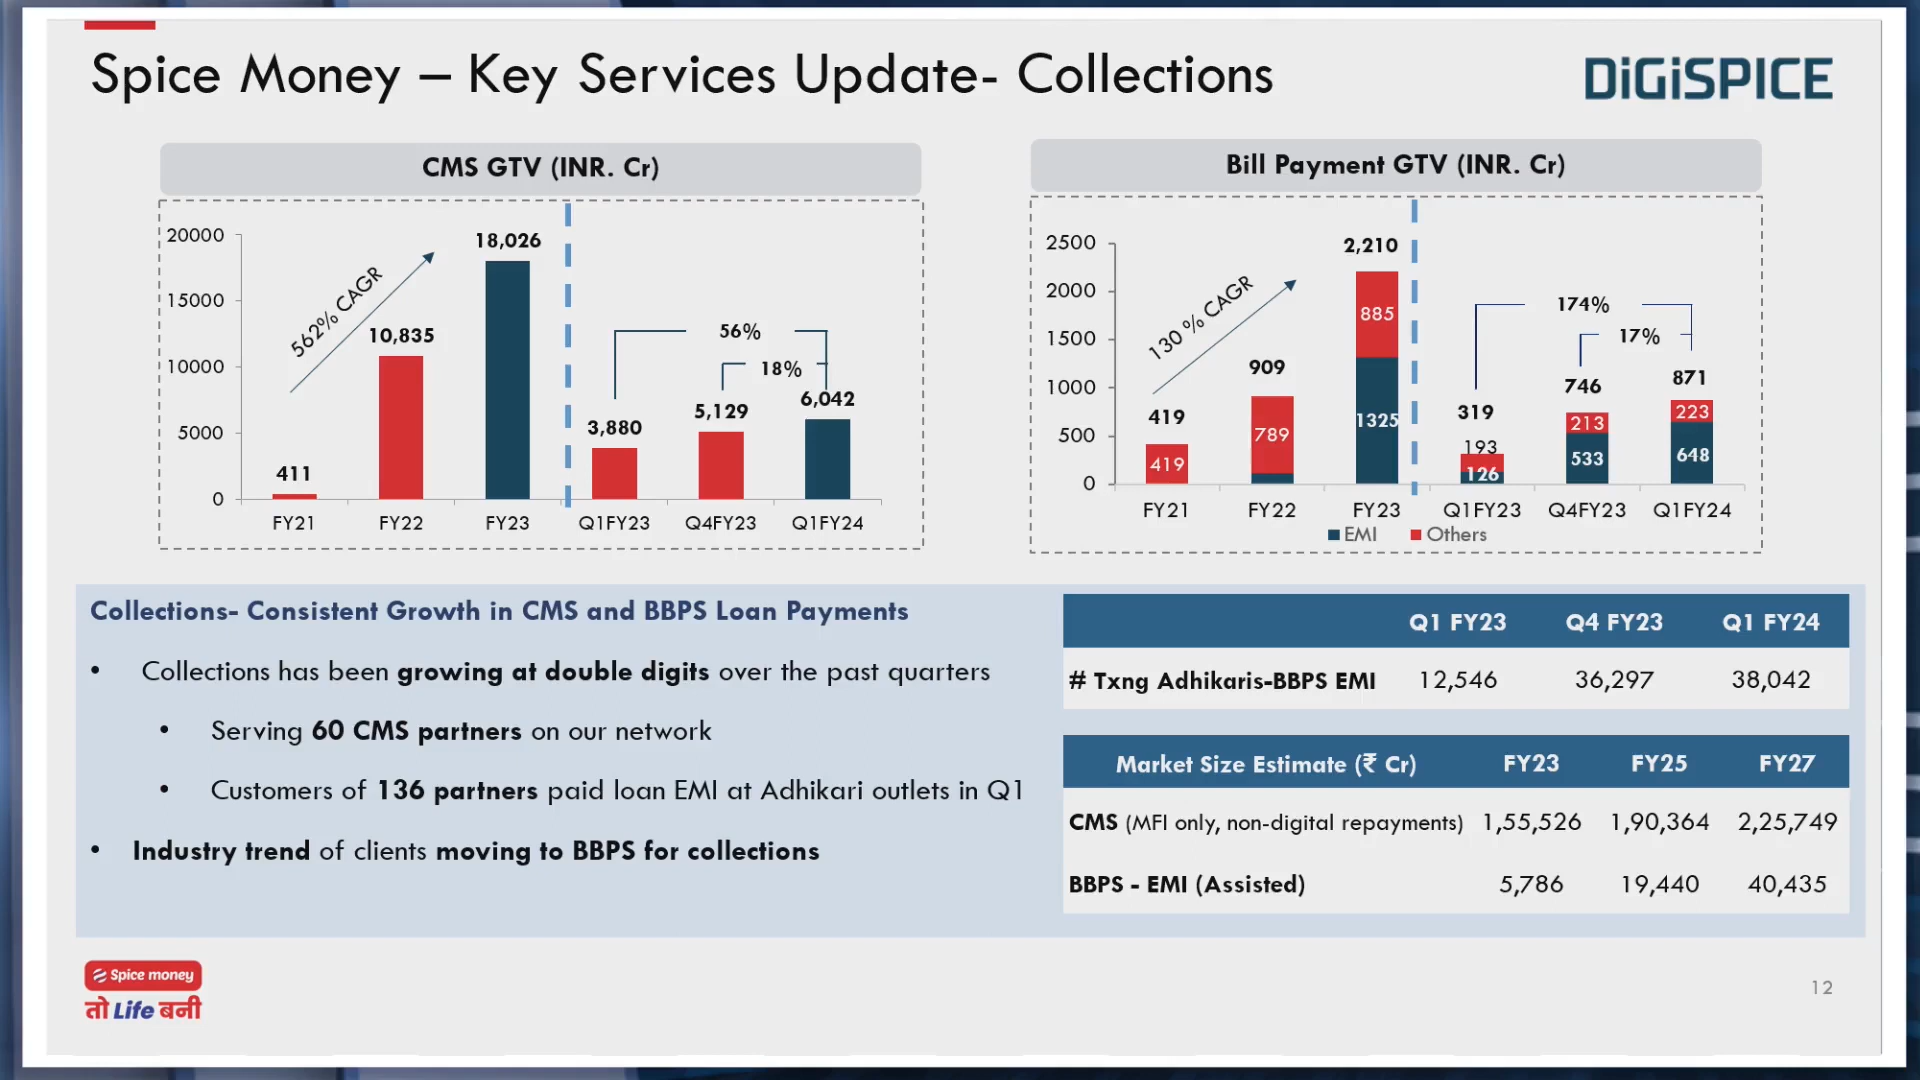 Spice Money – Key Services Update- Collections
DiGiSPICE
CMS GTV (INR. Cr)
20000
15000
10000
5000
0
562% CAGR
411
10,835
18,026
3,880
5,129
6,042
56%
18%
FY21
FY22
FY23
Q1FY23
Q4FY23
Q1FY24
Bill Payment GTV (INR. Cr)
2500
2000
1500
1000
500
0
130 % CAGR
419
419
909
789
2,210
885
1325
319
193
126
746
213
533
871
223
648
174%
17%
FY21
FY22
FY23
Q1FY23
Q4FY23
Q1FY24
EMI
Others
Collections- Consistent Growth in CMS and BBPS Loan Payments
• Collections has been growing at double digits over the past quarters
• Serving 60 CMS partners on our network
• Customers of 136 partners paid loan EMI at Adhikari outlets in Q1
• Industry trend of clients moving to BBPS for collections
Q1 FY23 Q4 FY23 Q1 FY24
# Txng Adhikaris-BBPS EMI 12,546 36,297 38,042
Market Size Estimate (₹ Cr) FY23 FY25 FY27
CMS (MFI only, non-digital repayments) 1,55,526 1,90,364 2,25,749
BBPS - EMI (Assisted) 5,786 19,440 40,435
Spice money
तो Life बनी
12